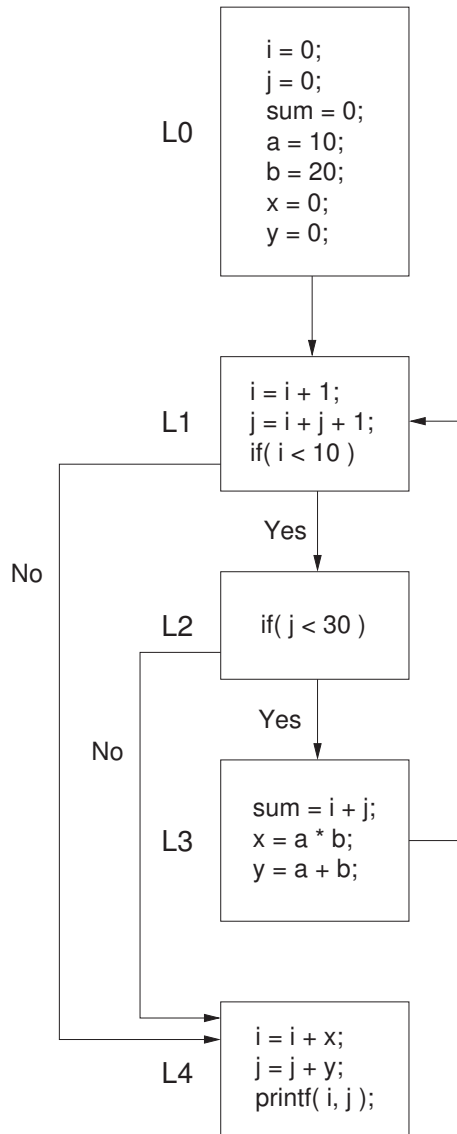 L0
i = 0;
j = 0;
sum = 0;
a = 10;
b = 20;
x = 0;
y = 0;
L1
i = i + 1;
j = i + j + 1;
if( i < 10 )
Yes
No
L2
if( j < 30 )
Yes
No
L3
sum = i + j;
x = a * b;
y = a + b;
L4
i = i + x;
j = j + y;
printf( i, j );